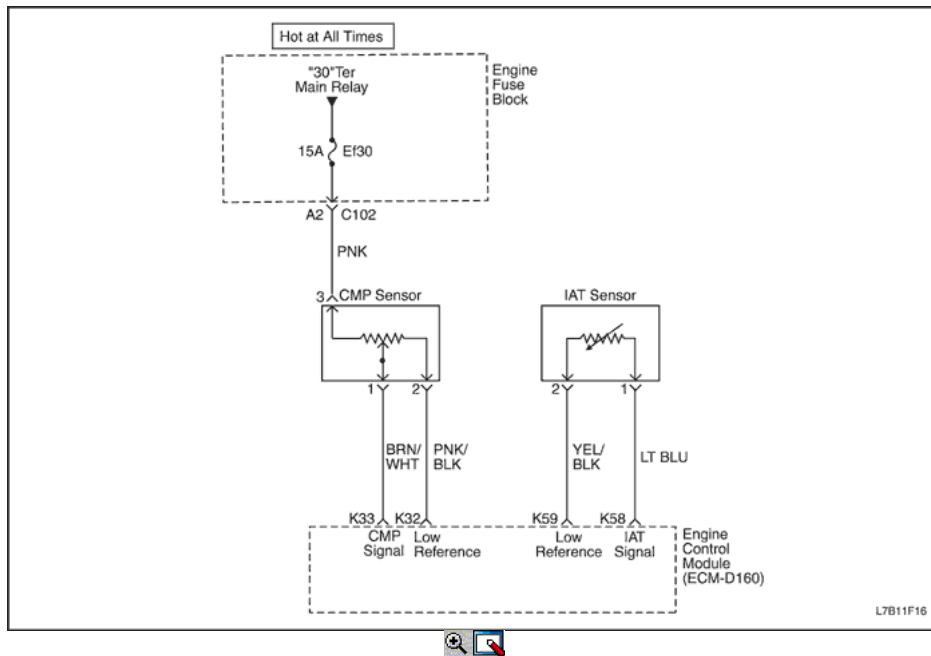 Hot at All Times
"30"Ter
Main Relay
Engine
Fuse
Block
15A Ef30
A2 C102
PNK
3 CMP Sensor
IAT Sensor
1 2
2 1
BRN/
WHT
PNK/
BLK
YEL/
BLK
LT BLU
K33 K32 K59 K58
CMP
Signal
Low
Reference
Low
Reference
IAT
Signal
Engine
Control
Module
(ECM-D160)
L7B11F16